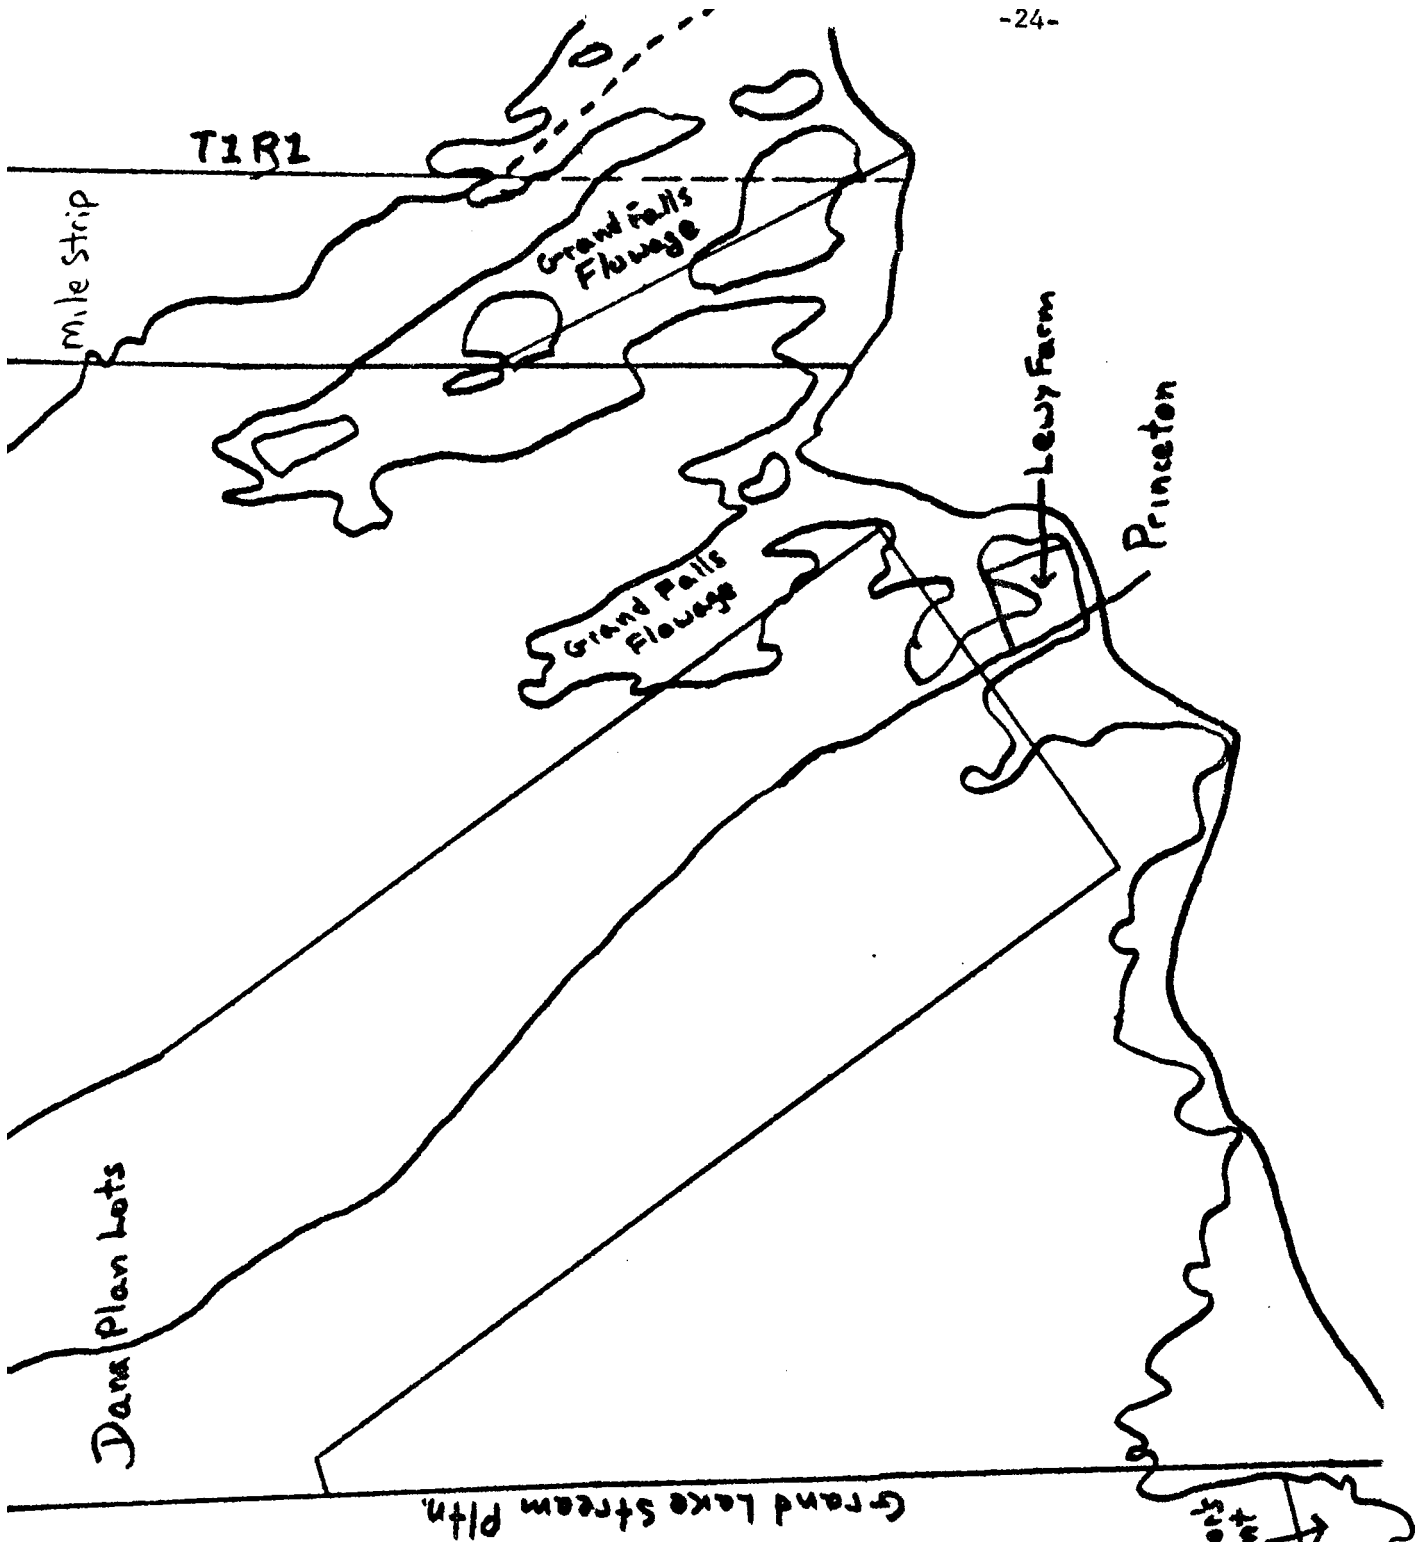 -24-
T1R1
Mile Strip
Grand Falls
Flowage
Lewy Farm
Princeton
Grand Falls
Flowage
Dana Plan Lots
Grand Lake Stream Pltn.